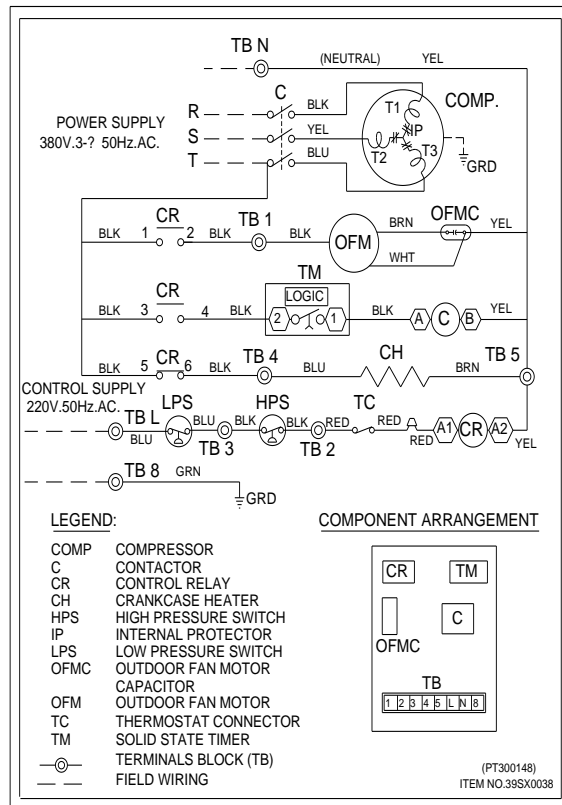 TB N (NEUTRAL) YEL
C
R BLK T1 COMP.
POWER SUPPLY S YEL T2 IP T3
380V.3-? 50Hz.AC. T BLU GRD
CR TB 1 BRN OFMC
BLK 1 2 BLK BLK OFM YEL
WHT
TM
CR LOGIC
BLK 3 4 BLK 2 1 BLK A C B YEL
CR TB 4 CH TB 5
BLK 5 6 BLK BLU BRN
CONTROL SUPPLY
220V.50Hz.AC. LPS HPS TC
TB L BLU BLK BLK RED RED A1 CR A2
BLU TB 3 TB 2 RED YEL
TB 8 GRN
GRD
LEGEND:
COMP COMPRESSOR
C CONTACTOR
CR CONTROL RELAY
CH CRANKCASE HEATER
HPS HIGH PRESSURE SWITCH
IP INTERNAL PROTECTOR
LPS LOW PRESSURE SWITCH
OFMC OUTDOOR FAN MOTOR
CAPACITOR
OFM OUTDOOR FAN MOTOR
TC THERMOSTAT CONNECTOR
TM SOLID STATE TIMER
TERMINALS BLOCK (TB)
FIELD WIRING
COMPONENT ARRANGEMENT
CR TM
C
OFMC
TB
1 2 3 4 5 L N 8
(PT300148)
ITEM NO.39SX0038